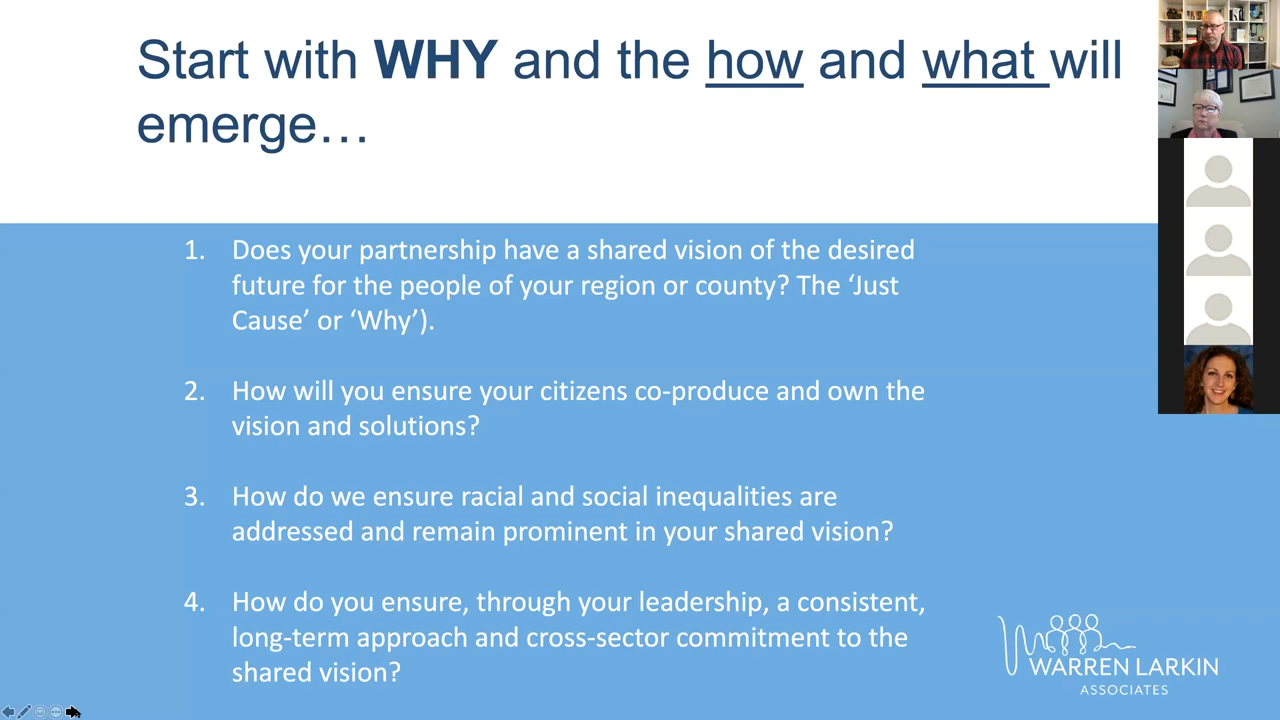 Start with WHY and the how and what will
emerge…
1. Does your partnership have a shared vision of the desired
future for the people of your region or county? The ‘Just
Cause’ or ‘Why’).
2. How will you ensure your citizens co-produce and own the
vision and solutions?
3. How do we ensure racial and social inequalities are
addressed and remain prominent in your shared vision?
4. How do you ensure, through your leadership, a consistent,
long-term approach and cross-sector commitment to the
shared vision?
WARREN LARKIN
ASSOCIATES